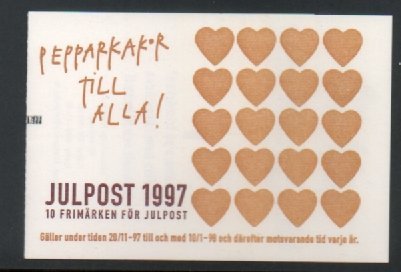 PEPPARKAKOR
TILL
ALLA!
JULPOST 1997
10 FRIMÄRKEN FÖR JULPOST
Gäller under tiden 20/11-97 till och med 10/1-98 och därefter motsvarande tid varje år.